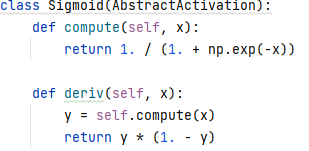 class Sigmoid(AbstractActivation):
    def compute(self, x):
        return 1. / (1. + np.exp(-x))
    def deriv(self, x):
        y = self.compute(x)
        return y * (1. - y)